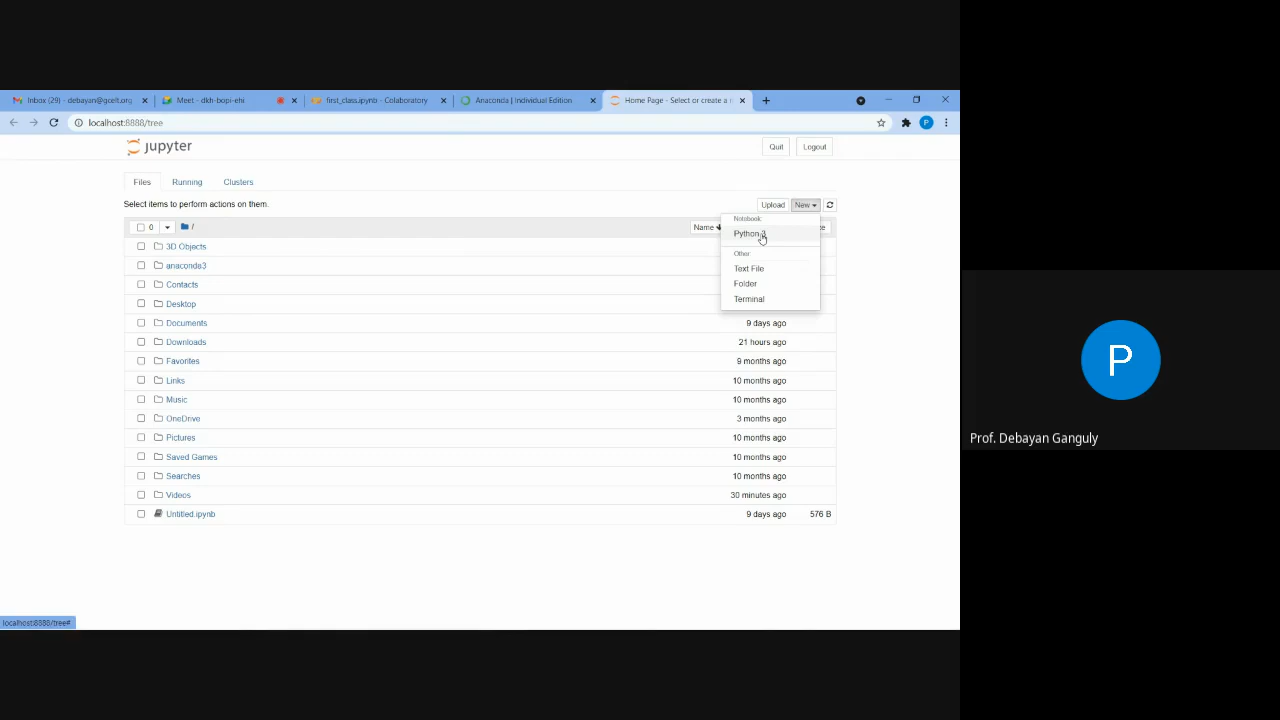 Inbox (29) - debayan@gcelt.org
Meet - dkh-bopi-ehi
first_class.ipynb - Colaboratory
Anaconda | Individual Edition
Home Page - Select or create a n
localhost:8888/tree
P
jupyter
Quit
Logout
Files
Running
Clusters
Select items to perform actions on them.
Upload
New
0
/
Name
Notebook:
Python 3
Other:
Text File
Folder
Terminal
3D Objects
anaconda3
Contacts
Desktop
Documents 9 days ago
Downloads 21 hours ago
Favorites 9 months ago
Links 10 months ago
Music 10 months ago
OneDrive 3 months ago
Pictures 10 months ago
Saved Games 10 months ago
Searches 10 months ago
Videos 30 minutes ago
Untitled.ipynb 9 days ago 576 B
localhost:8888/tree#
P
Prof. Debayan Ganguly